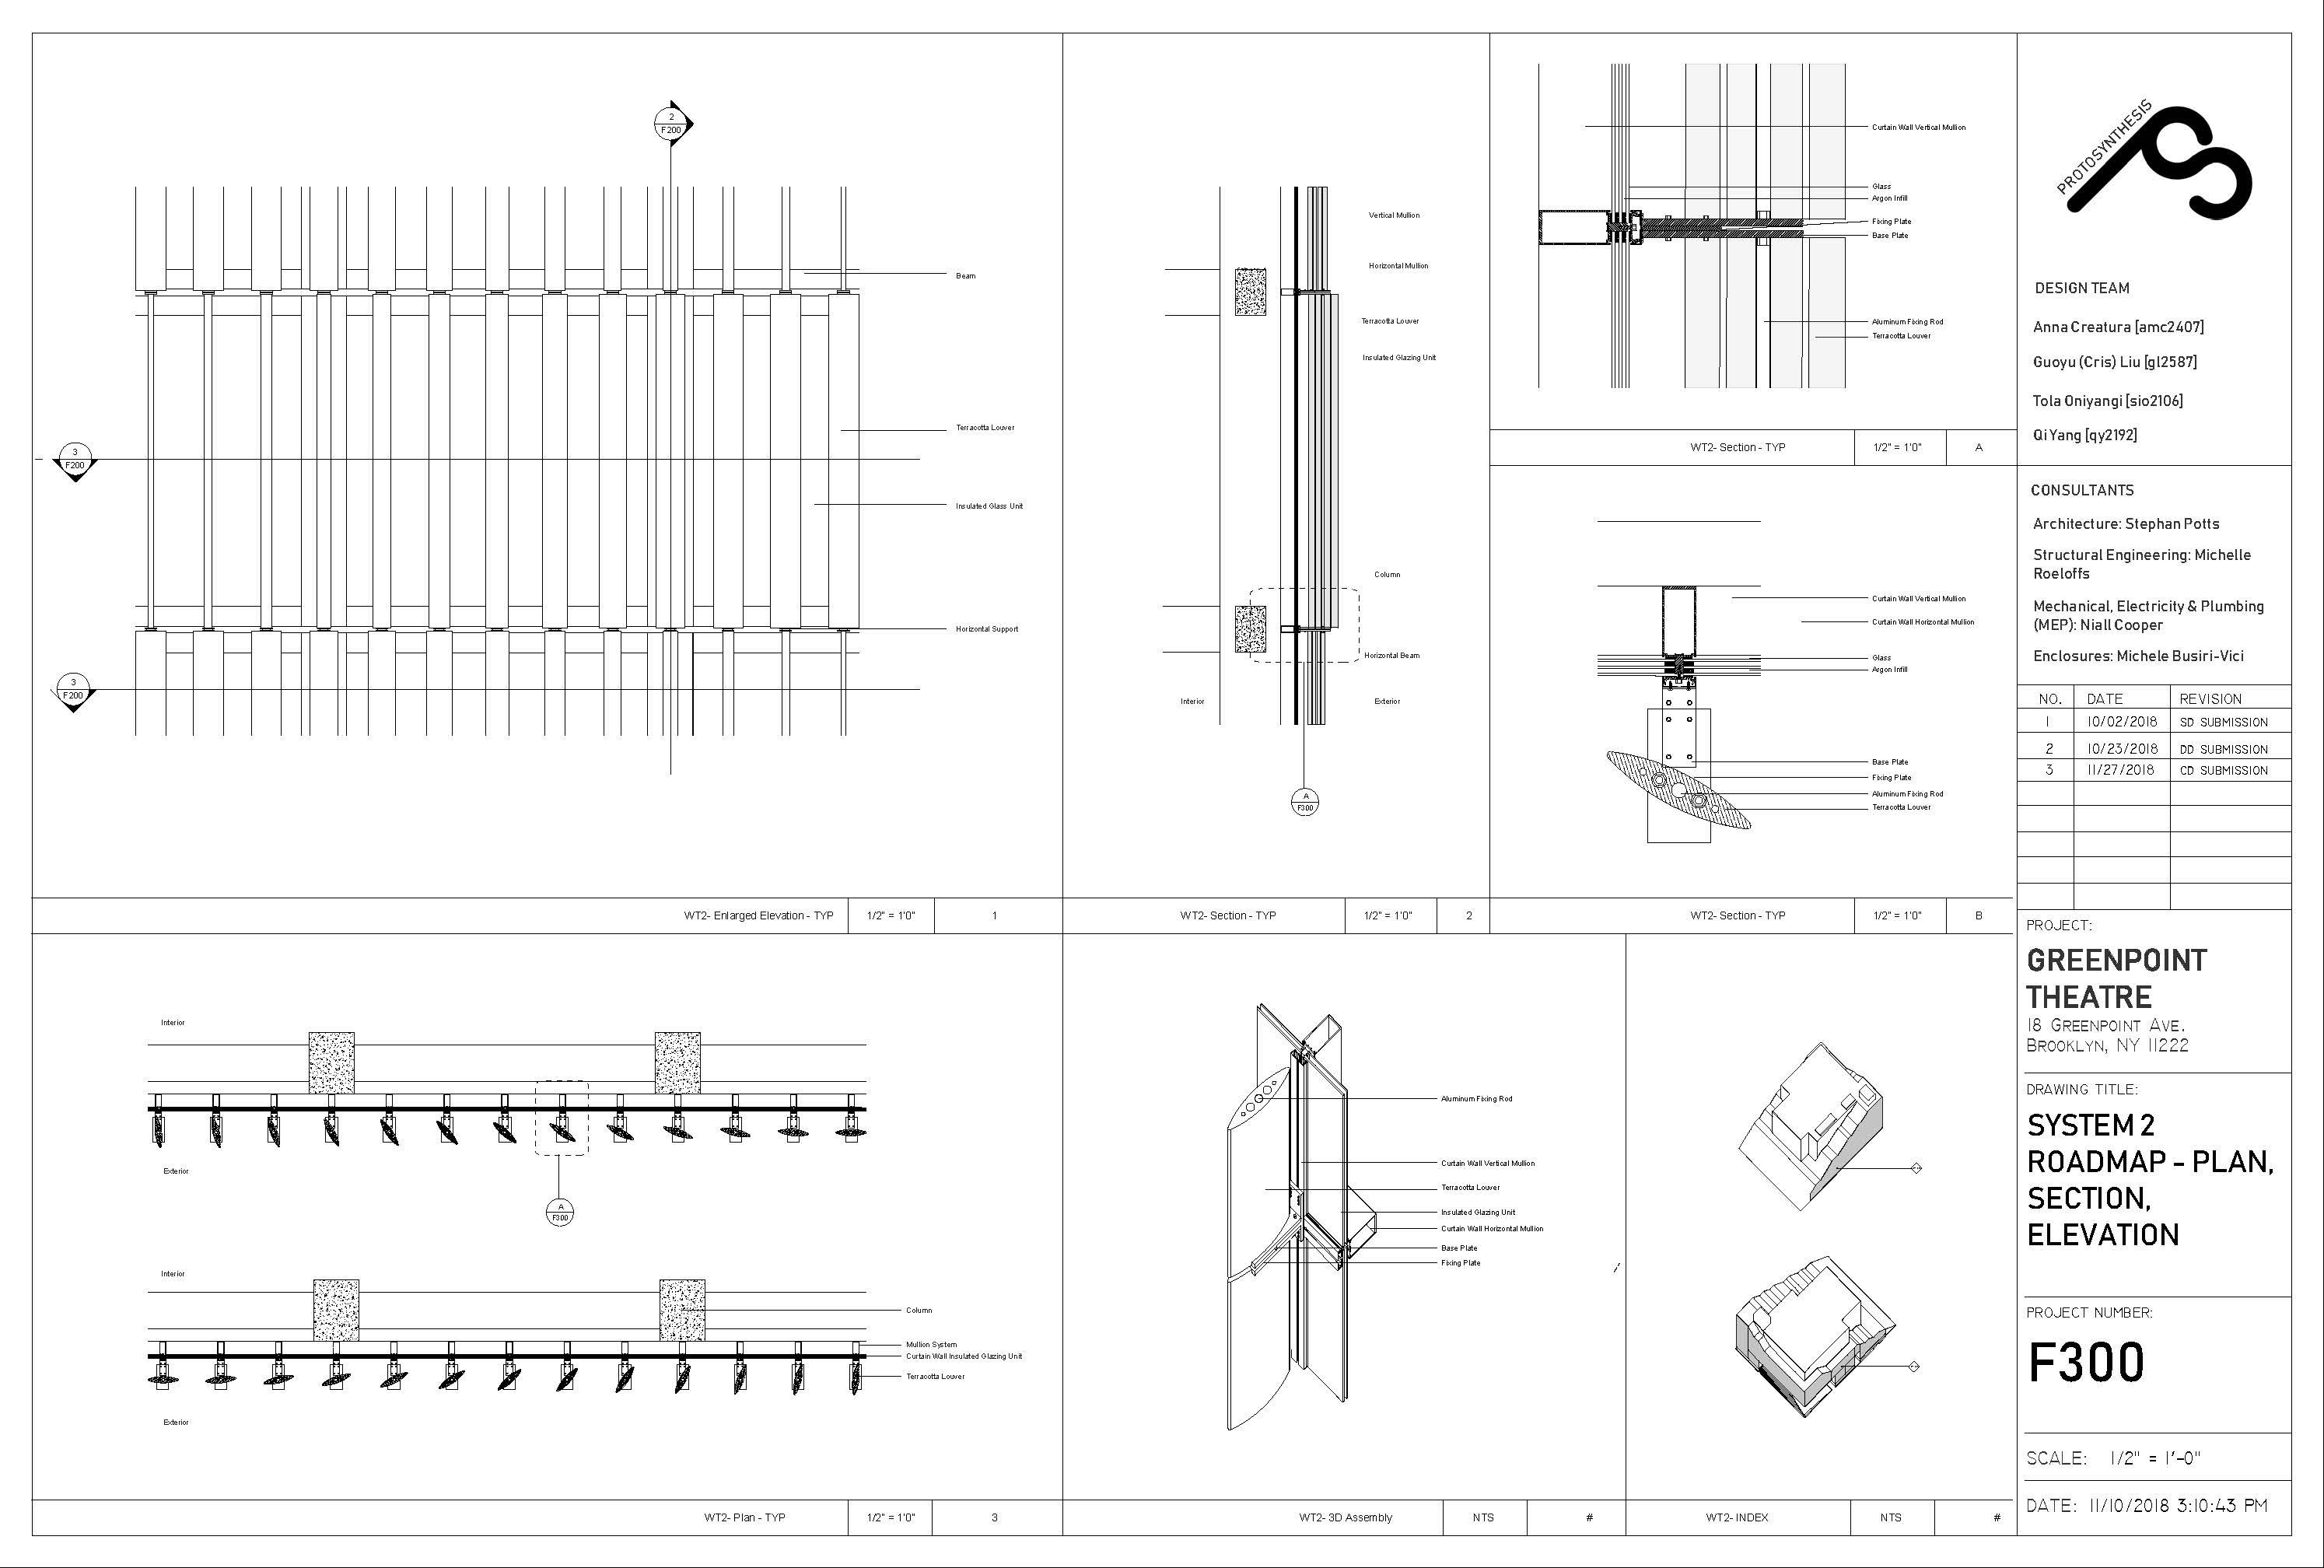 2
F200
3
F200
3
F200
Beam
Terracotta Louver
Insulated Glass Unit
Horizontal Support
WT2- Enlarged Elevation - TYP
1/2" = 1'0"
1
Vertical Mullion
Horizontal Mullion
Terracotta Louver
Insulated Glazing Unit
Column
Horizontal Beam
Interior
Exterior
A
F300
WT2- Section - TYP
1/2" = 1'0"
2
Curtain Wall Vertical Mullion
Glass
Argon Infill
Fixing Plate
Base Plate
Aluminum Fixing Rod
Terracotta Louver
WT2- Section - TYP
1/2" = 1'0"
A
Curtain Wall Vertical Mullion
Curtain Wall Horizontal Mullion
Glass
Argon Infill
Base Plate
Fixing Plate
Aluminum Fixing Rod
Terracotta Louver
WT2- Section - TYP
1/2" = 1'0"
B
Interior
Exterior
A
F300
Interior
Column
Mullion System
Curtain Wall Insulated Glazing Unit
Terracotta Louver
Exterior
WT2- Plan - TYP
1/2" = 1'0"
3
Aluminum Fixing Rod
Curtain Wall Vertical Mullion
Terracotta Louver
Insulated Glazing Unit
Curtain Wall Horizontal Mullion
Base Plate
Fixing Plate
WT2- 3D Assembly
NTS
#
WT2- INDEX
NTS
#
PROTOSYNTHESIS
DESIGN TEAM
Anna Creatura [amc2407]
Guoyu (Cris) Liu [gl2587]
Tola Oniyangi [sio2106]
Qi Yang [qy2192]
CONSULTANTS
Architecture: Stephan Potts
Structural Engineering: Michelle
Roeloffs
Mechanical, Electricity & Plumbing
(MEP): Niall Cooper
Enclosures: Michele Busiri-Vici
NO. DATE REVISION
1 10/02/2018 SD SUBMISSION
2 10/23/2018 DD SUBMISSION
3 11/27/2018 CD SUBMISSION
PROJECT:
GREENPOINT
THEATRE
18 GREENPOINT AVE.
BROOKLYN, NY 11222
DRAWING TITLE:
SYSTEM 2
ROADMAP - PLAN,
SECTION,
ELEVATION
PROJECT NUMBER:
F300
SCALE: 1/2" = 1'-0"
DATE: 11/10/2018 3:10:43 PM